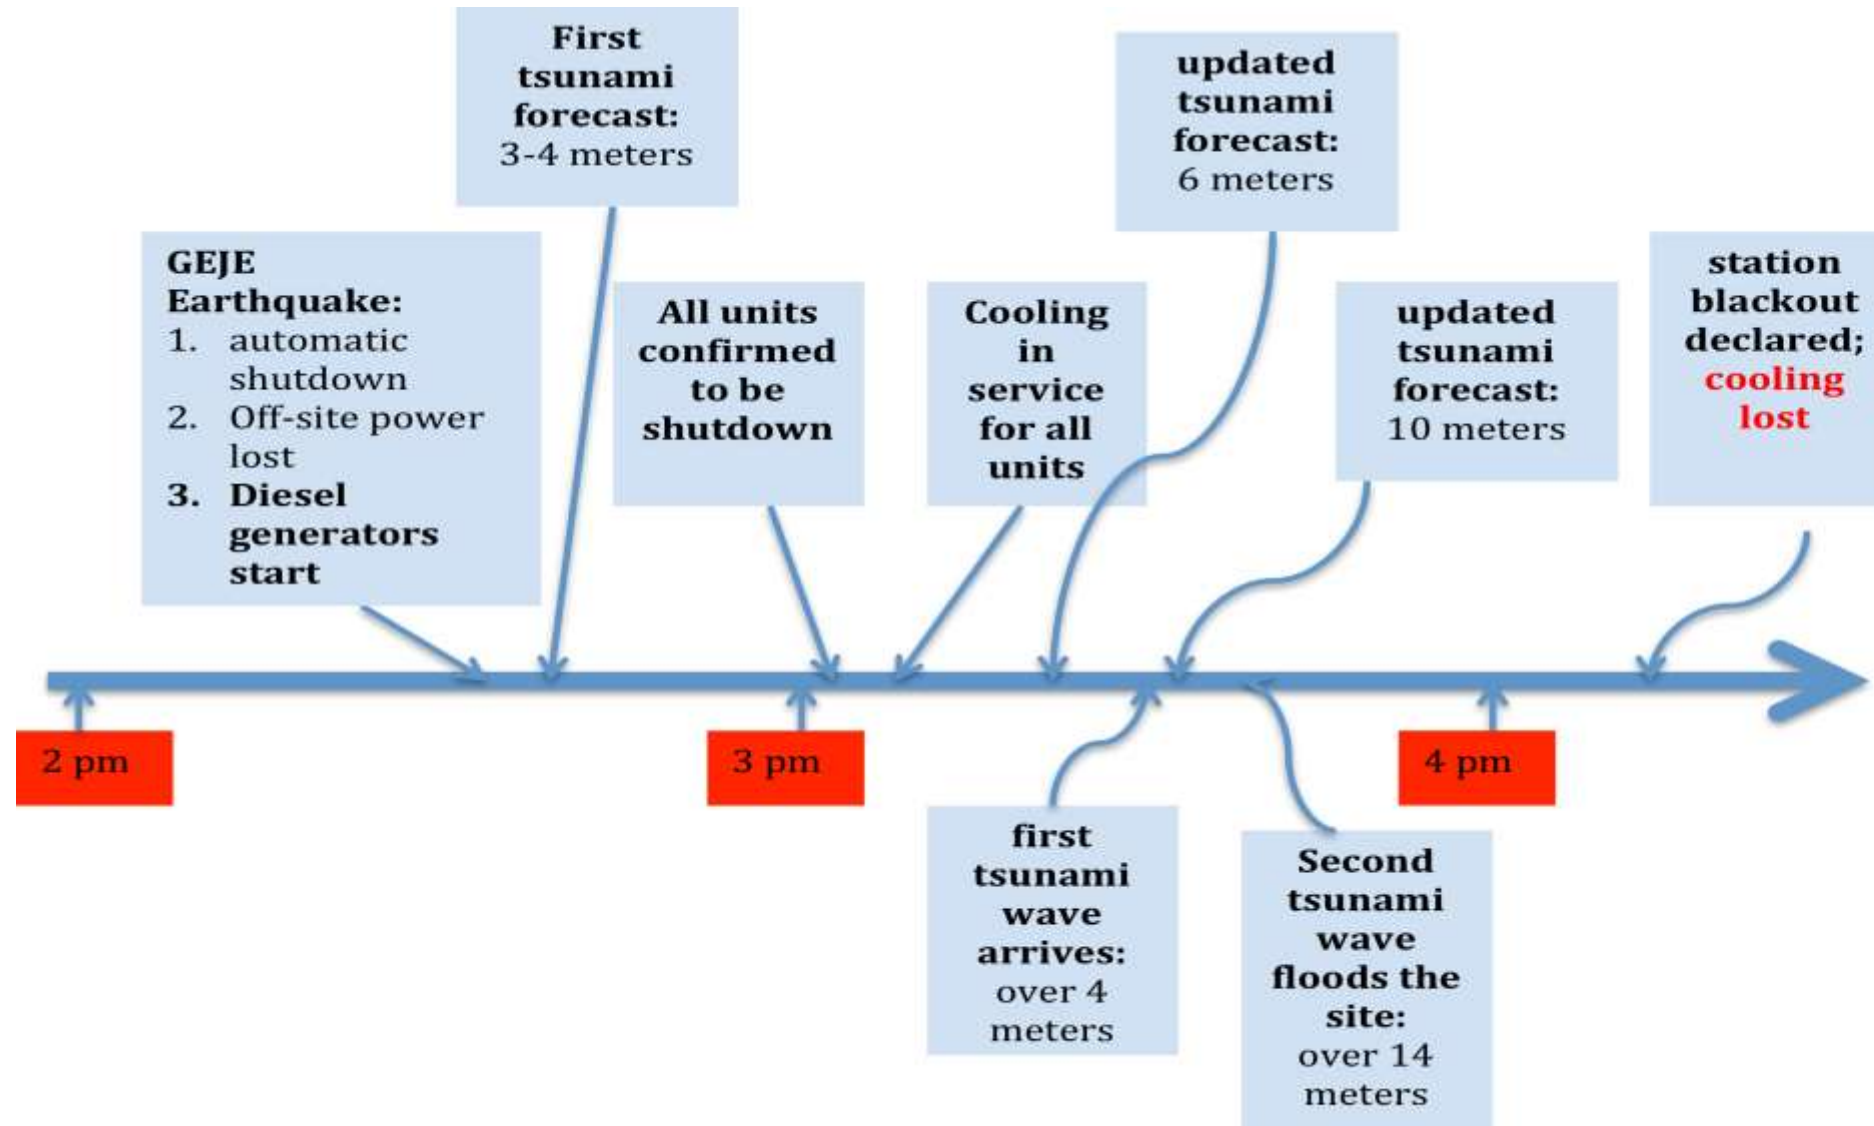 First
tsunami
forecast:
3-4 meters
updated
tsunami
forecast:
6 meters
GEJE
Earthquake:
1. automatic
shutdown
2. Off-site power
lost
3. Diesel
generators
start
All units
confirmed
to be
shutdown
Cooling
in
service
for all
units
updated
tsunami
forecast:
10 meters
station
blackout
declared;
cooling
lost
2 pm
3 pm
4 pm
first
tsunami
wave
arrives:
over 4
meters
Second
tsunami
wave
floods the
site:
over 14
meters